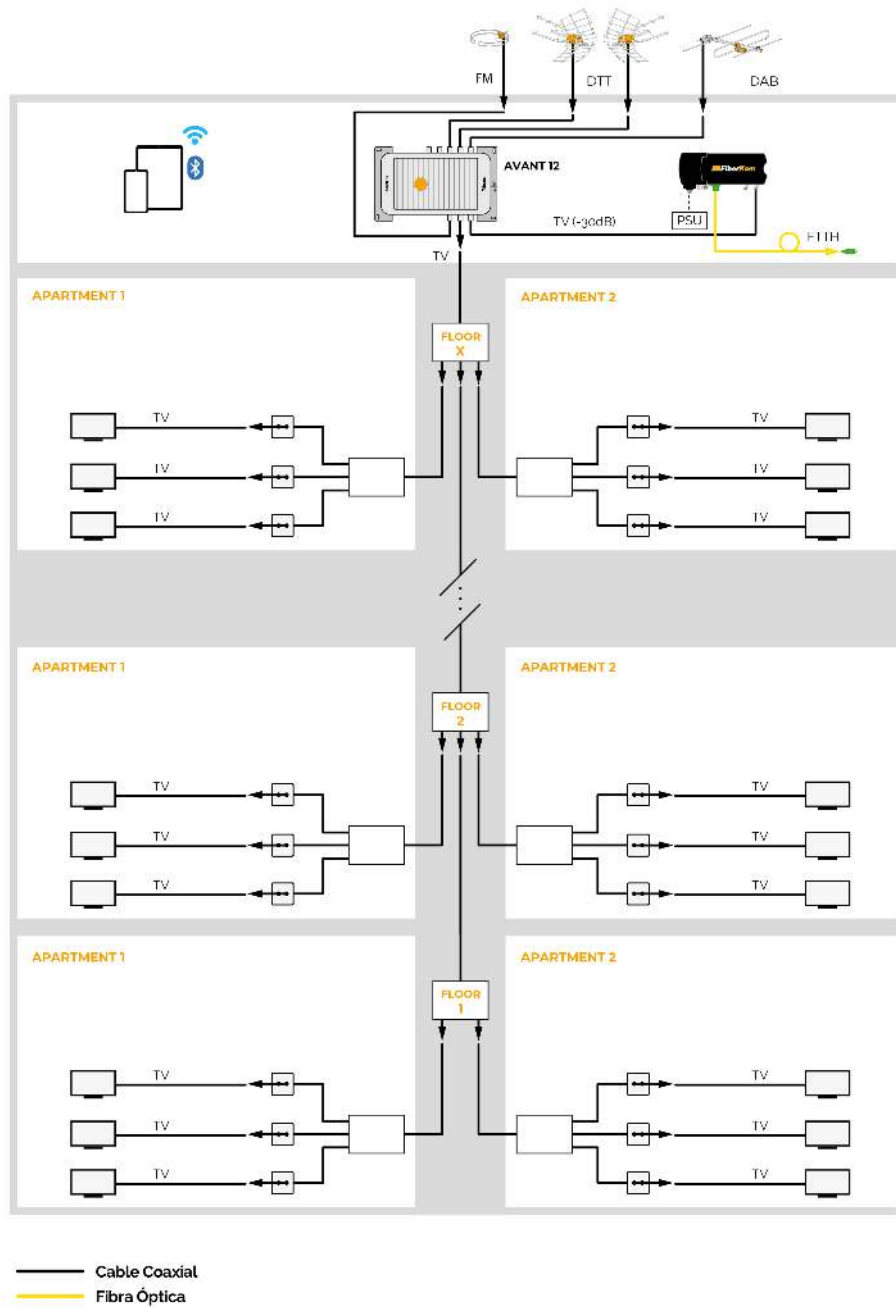 FM
DTT
DAB
AVANT 12
FiberKom
PSU
TV (-30dB)
FTTH
TV
APARTMENT 1
APARTMENT 2
FLOOR
X
TV
TV
TV
TV
TV
TV
APARTMENT 1
APARTMENT 2
FLOOR
2
TV
TV
TV
TV
TV
TV
APARTMENT 1
APARTMENT 2
FLOOR
1
TV
TV
TV
TV
TV
TV
Cable Coaxial
Fibra Óptica